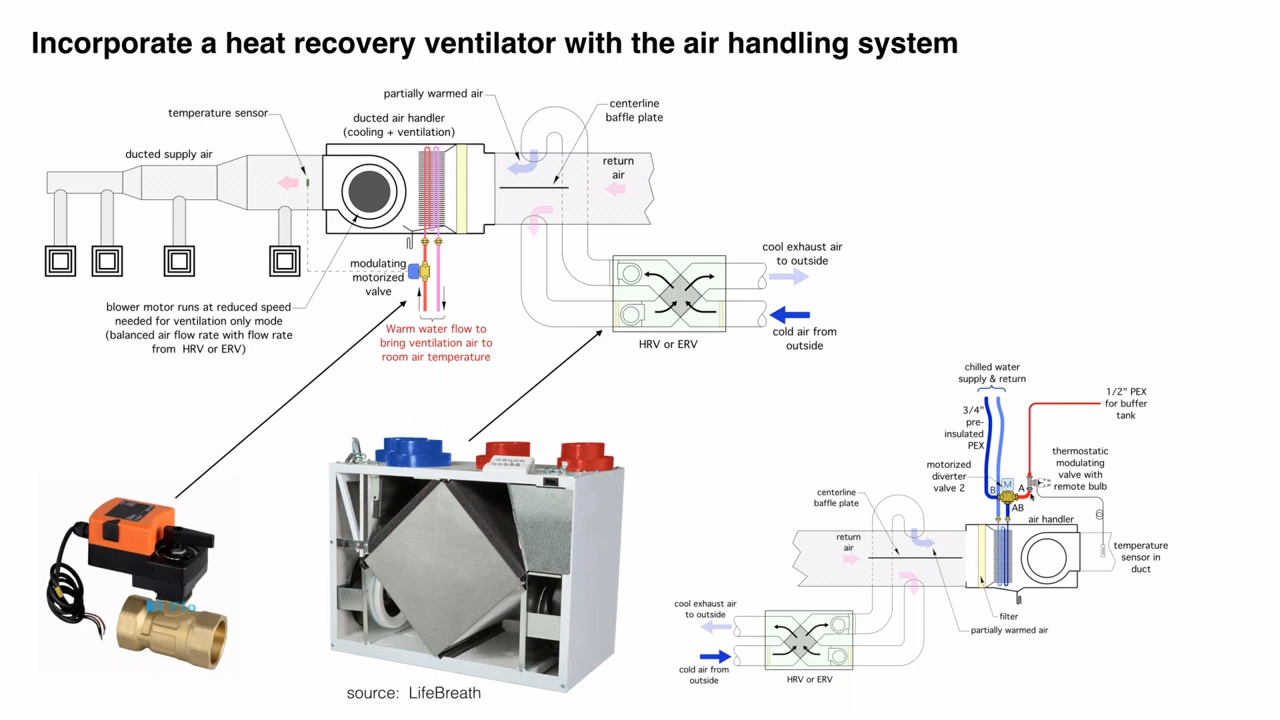 Incorporate a heat recovery ventilator with the air handling system
partially warmed air
centerline
baffle plate
temperature sensor
ducted air handler
(cooling + ventilation)
ducted supply air
return
air
cool exhaust air
to outside
modulating
motorized
valve
blower motor runs at reduced speed
needed for ventilation only mode
(balanced air flow rate with flow rate
from HRV or ERV)
Warm water flow to
bring ventilation air to
room air temperature
cold air from
outside
HRV or ERV
chilled water
supply & return
1/2" PEX
for buffer
tank
3/4"
pre-
insulated
PEX
thermostatic
modulating
valve with
remote bulb
motorized
diverter
valve 2
M
B
A
AB
centerline
baffle plate
air handler
return
air
temperature
sensor in
duct
cool exhaust air
to outside
filter
partially warmed air
cold air from
outside
HRV or ERV
source: LifeBreath